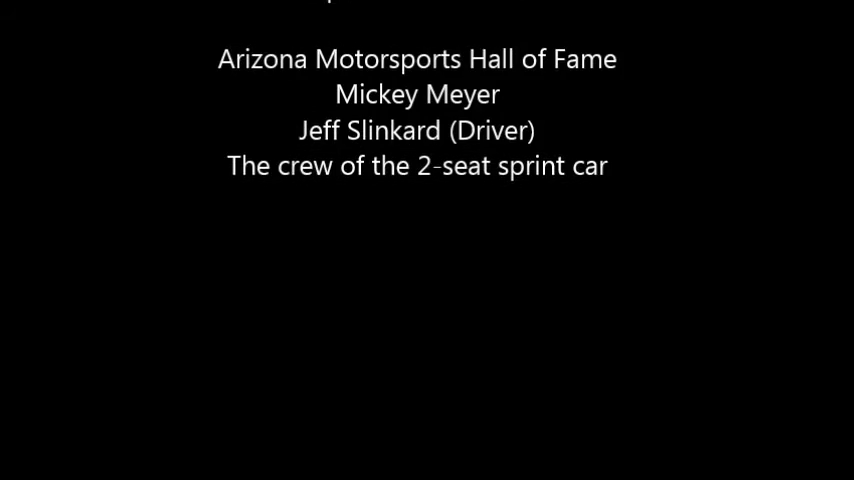 Arizona Motorsports Hall of Fame
Mickey Meyer
Jeff Slinkard (Driver)
The crew of the 2-seat sprint car